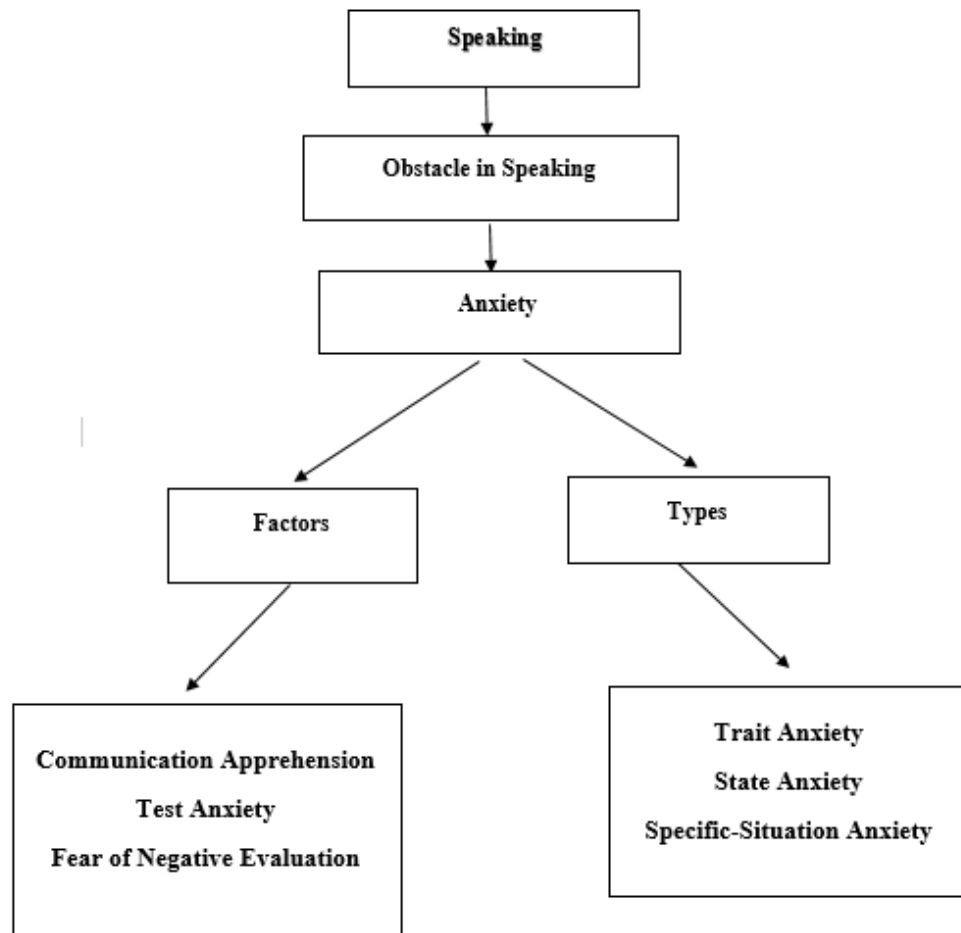 Speaking
Obstacle in Speaking
Anxiety
Factors
Types
Communication Apprehension
Test Anxiety
Fear of Negative Evaluation
Trait Anxiety
State Anxiety
Specific-Situation Anxiety